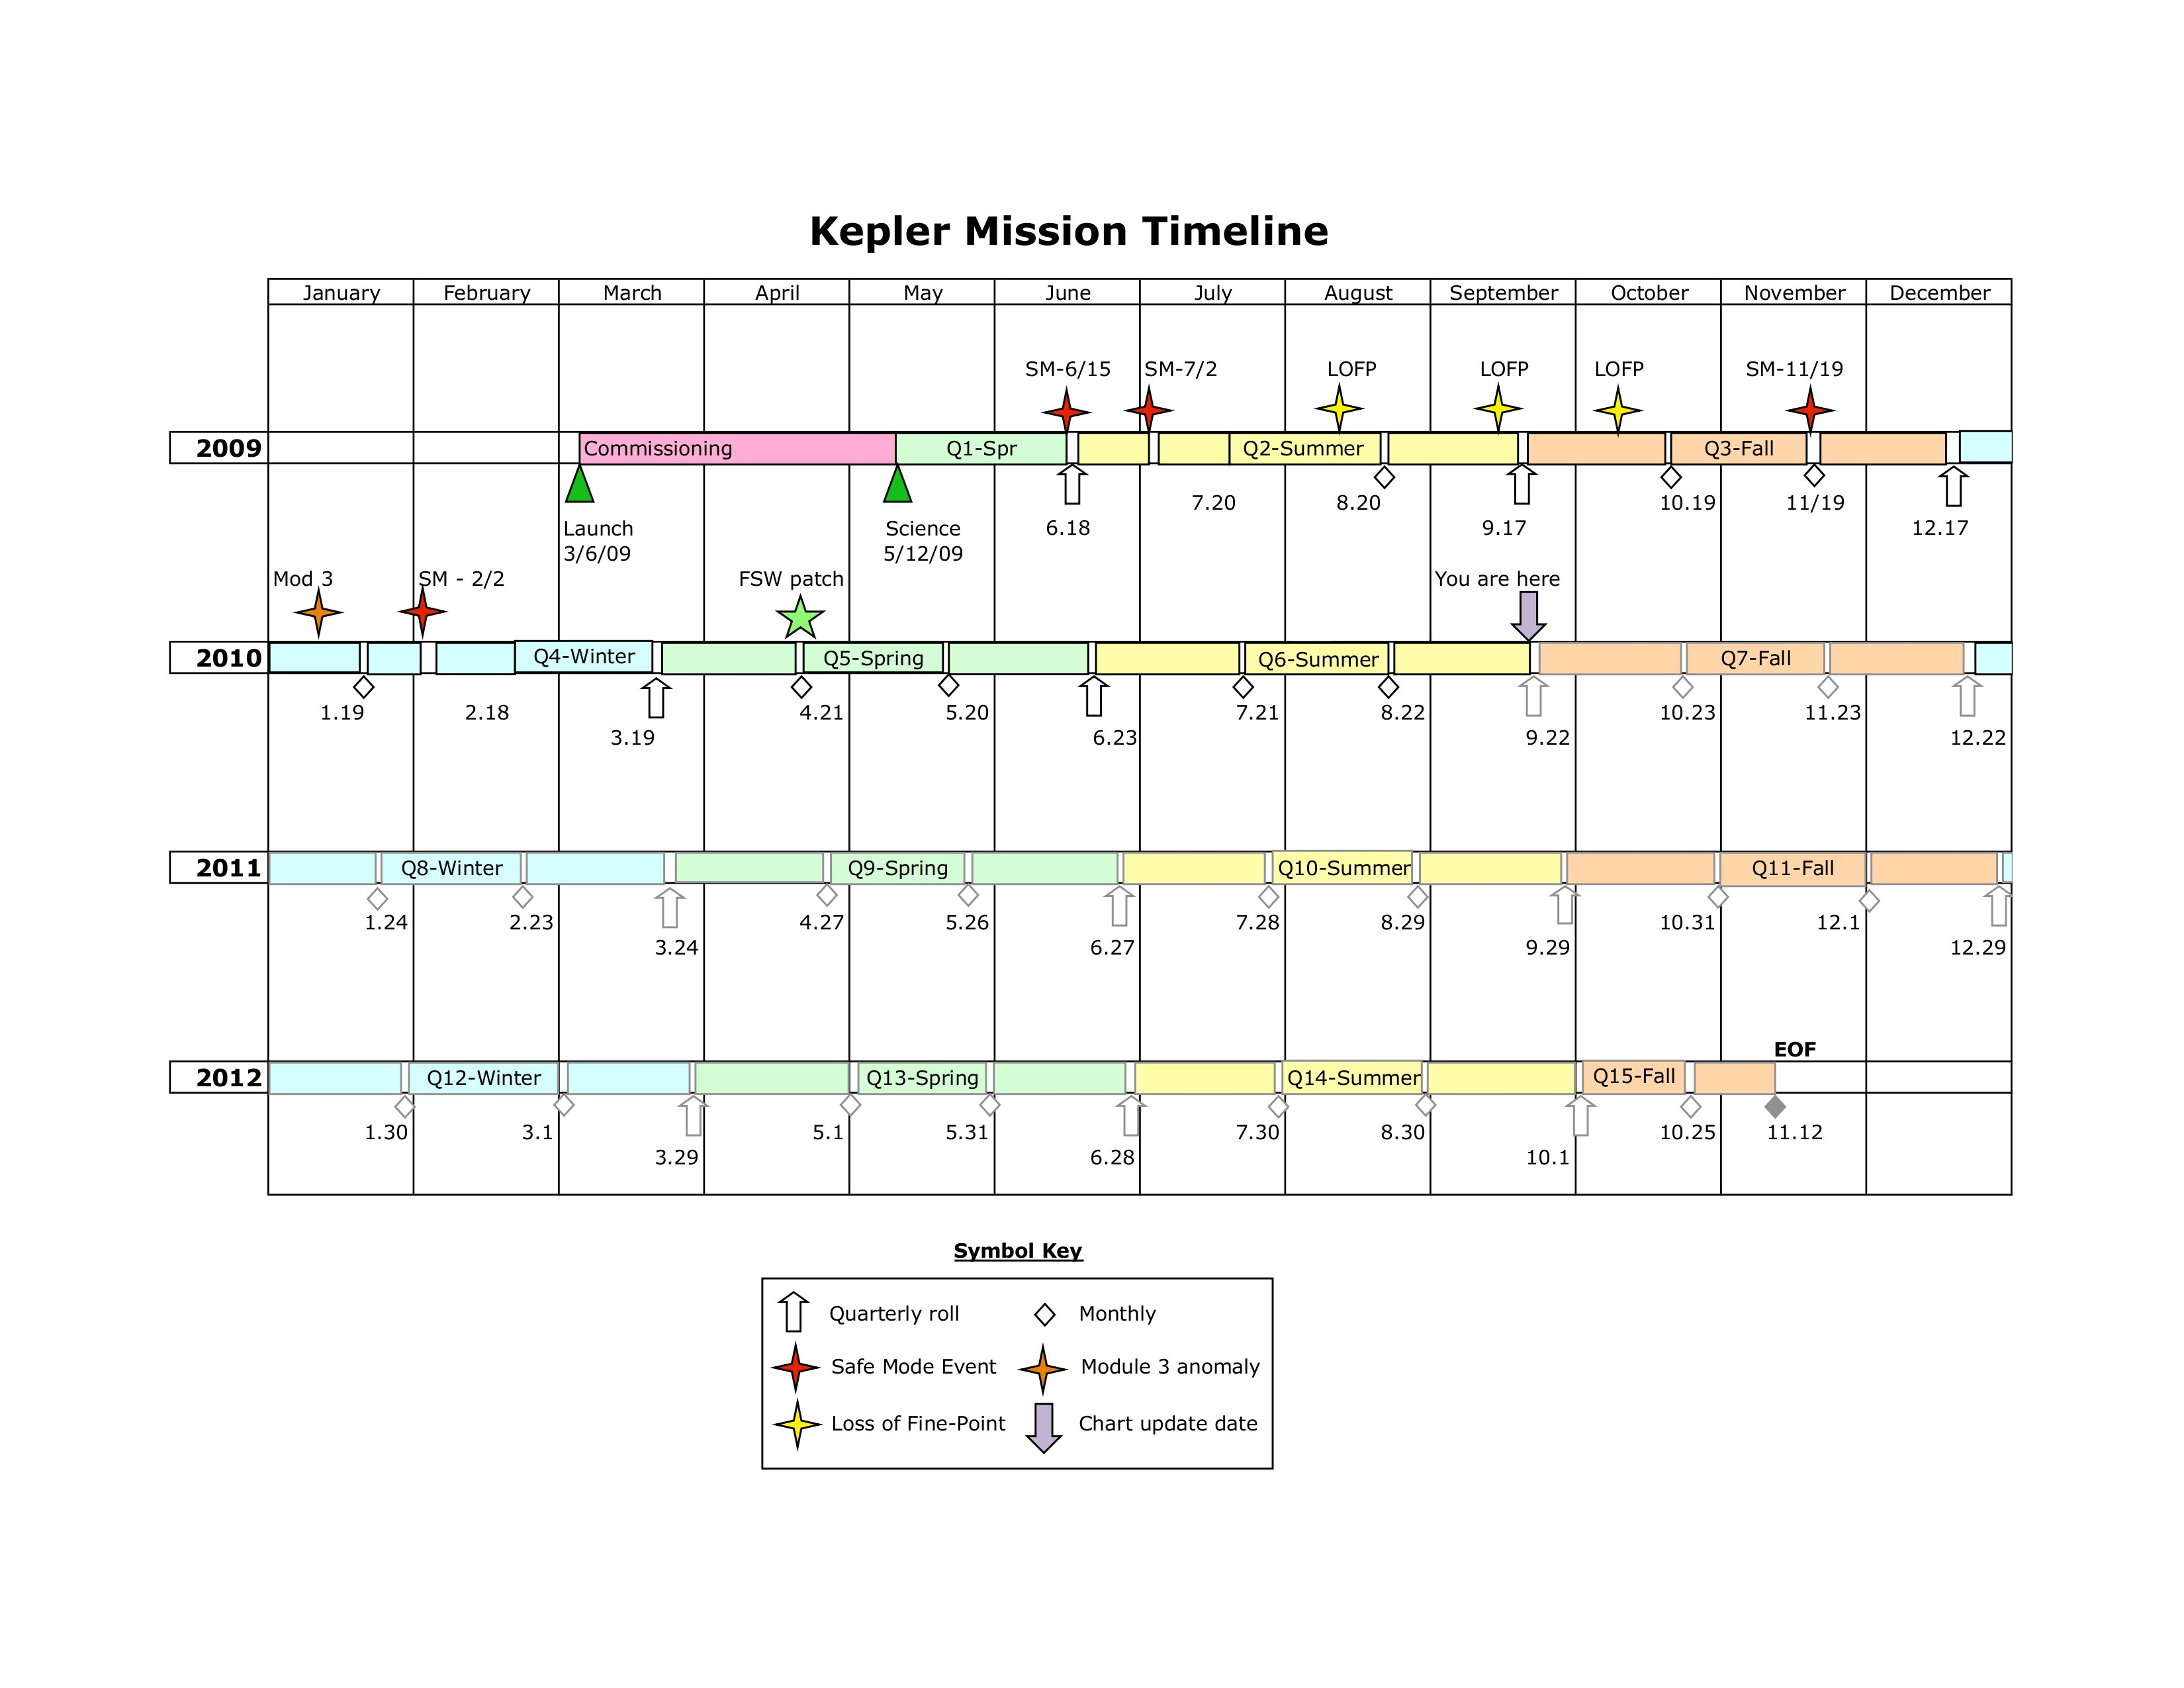 Kepler Mission Timeline
January February March April May June July August September October November December
SM-6/15 SM-7/2 LOFP LOFP LOFP SM-11/19
2009 Commissioning Q1-Spr Q2-Summer Q3-Fall
7.20 8.20 10.19 11/19
Launch Science 6.18 9.17 12.17
3/6/09 5/12/09
Mod 3 SM - 2/2 FSW patch You are here
2010 Q4-Winter Q5-Spring Q6-Summer Q7-Fall
1.19 2.18 4.21 5.20 7.21 8.22 10.23 11.23
3.19 6.23 9.22 12.22
2011 Q8-Winter Q9-Spring Q10-Summer Q11-Fall
1.24 2.23 4.27 5.26 7.28 8.29 10.31 12.1
3.24 6.27 9.29 12.29
EOF
2012 Q12-Winter Q13-Spring Q14-Summer Q15-Fall
1.30 3.1 5.1 5.31 7.30 8.30 10.25 11.12
3.29 6.28 10.1
Symbol Key
Quarterly roll Monthly
Safe Mode Event Module 3 anomaly
Loss of Fine-Point Chart update date